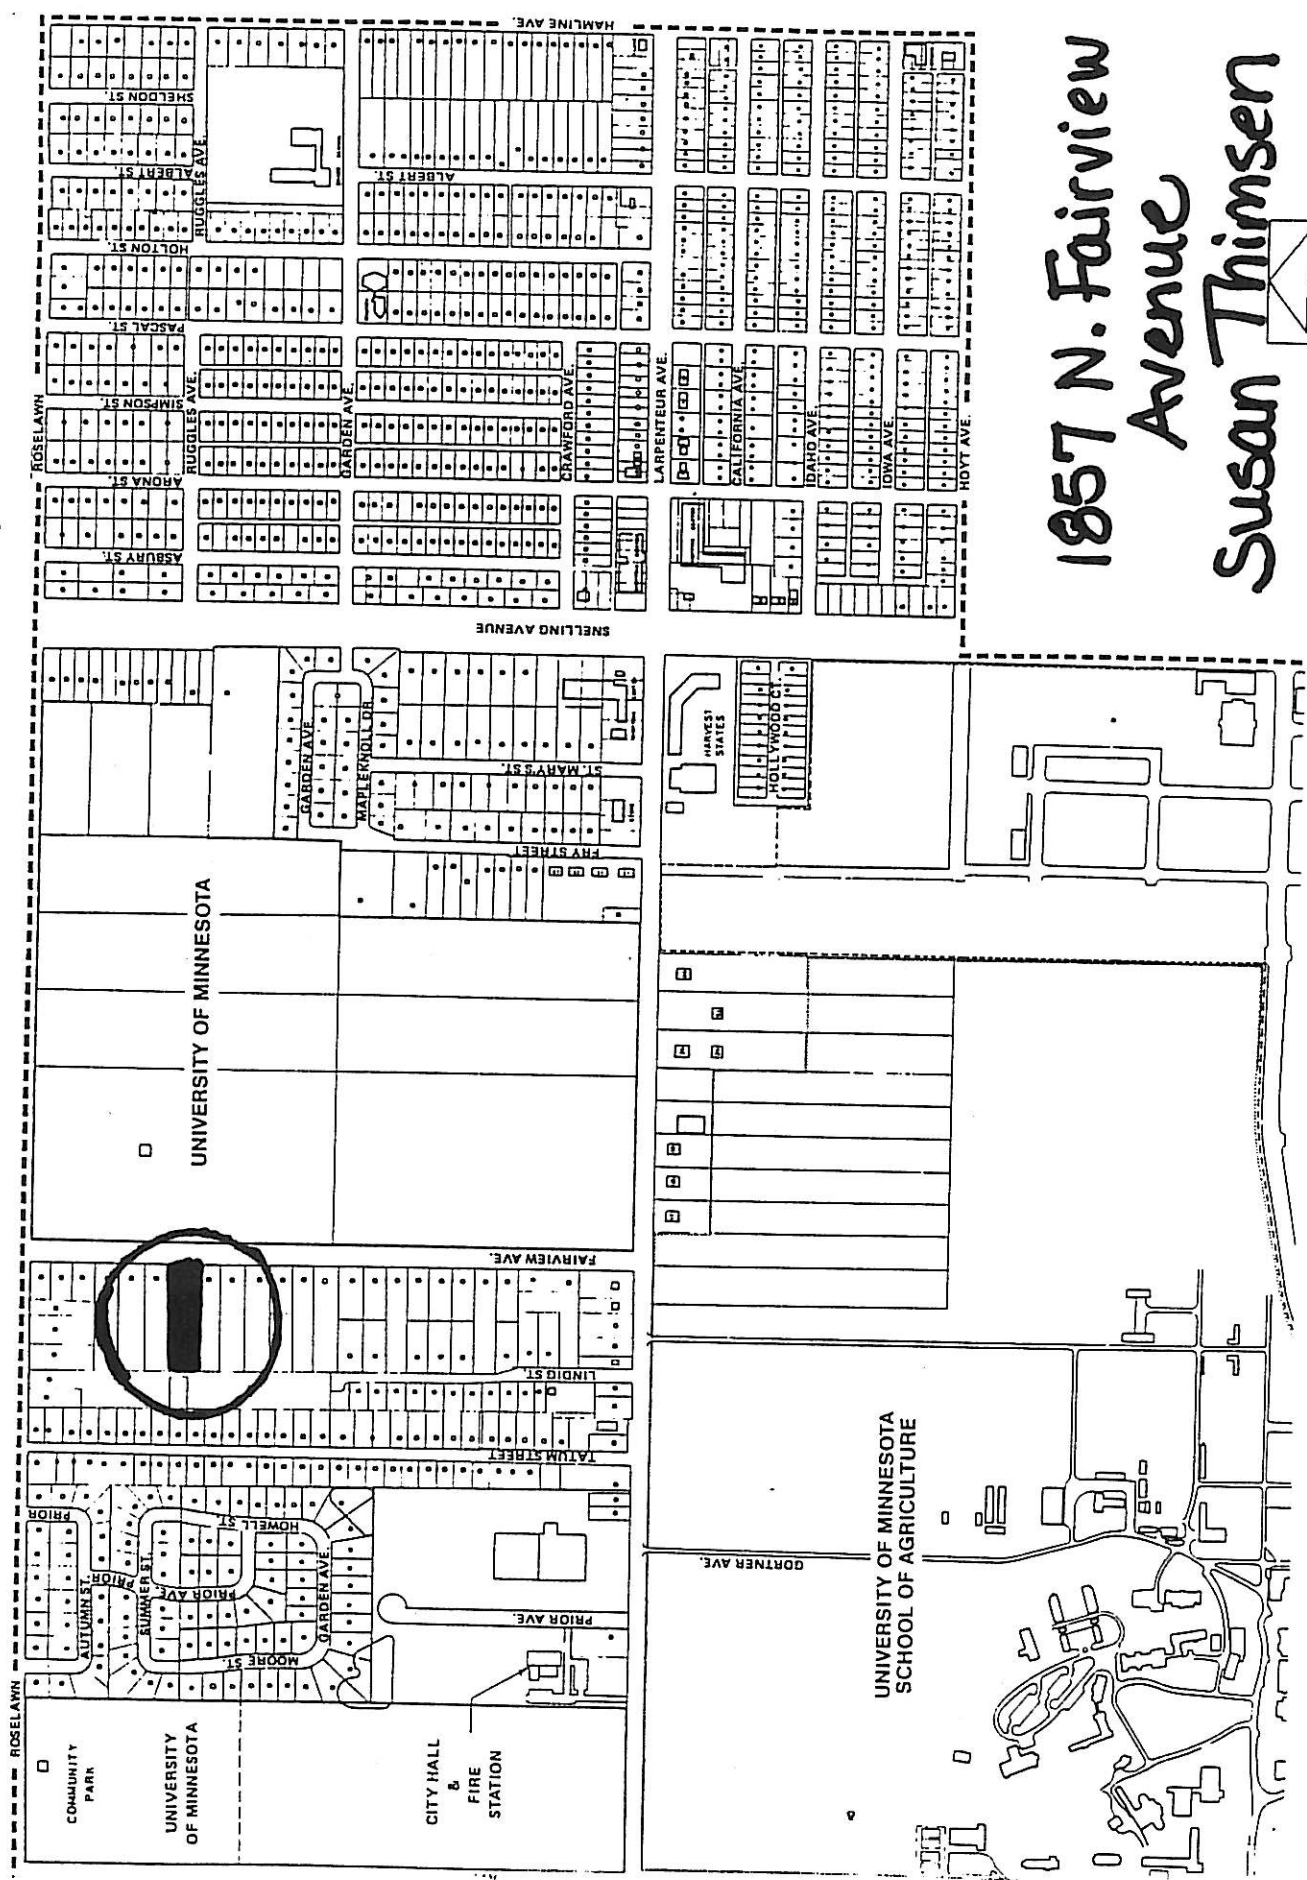 HAMLINE AVE.
SHELDON ST.
ALBERT ST.
RUGGLES AVE.
ALBERT ST.
HOLTON ST.
PASCAL ST.
ROSELAWN
SIMPSON ST.
RUGGLES AVE.
GARDEN AVE.
CRAWFORD AVE.
LARPENTEUR AVE.
CALIFORNIA AVE.
IDAHO AVE.
IOWA AVE.
HOYT AVE.
ARONA ST.
ASBURY ST.
SNELLING AVENUE
1857 N. Fairview
Avenue
Susan Thimsen
GARDEN AVE.
MAPLEKNOLL DR.
ST. MARY'S ST.
FRY STREET
HARVEST
STATES
HOLLYWOOD CT.
UNIVERSITY OF MINNESOTA
FAIRVIEW AVE.
LINDIG ST.
TATUM STREET
PRIOR
HOWELL ST.
AUTUMN ST.
PRIOR
SUMMER ST.
PRIOR AVE.
GARDEN AVE.
MOORE ST.
PRIOR AVE.
GORTNER AVE.
UNIVERSITY OF MINNESOTA
SCHOOL OF AGRICULTURE
ROSELAWN
COMMUNITY
PARK
UNIVERSITY
OF MINNESOTA
CITY HALL
&
FIRE
STATION